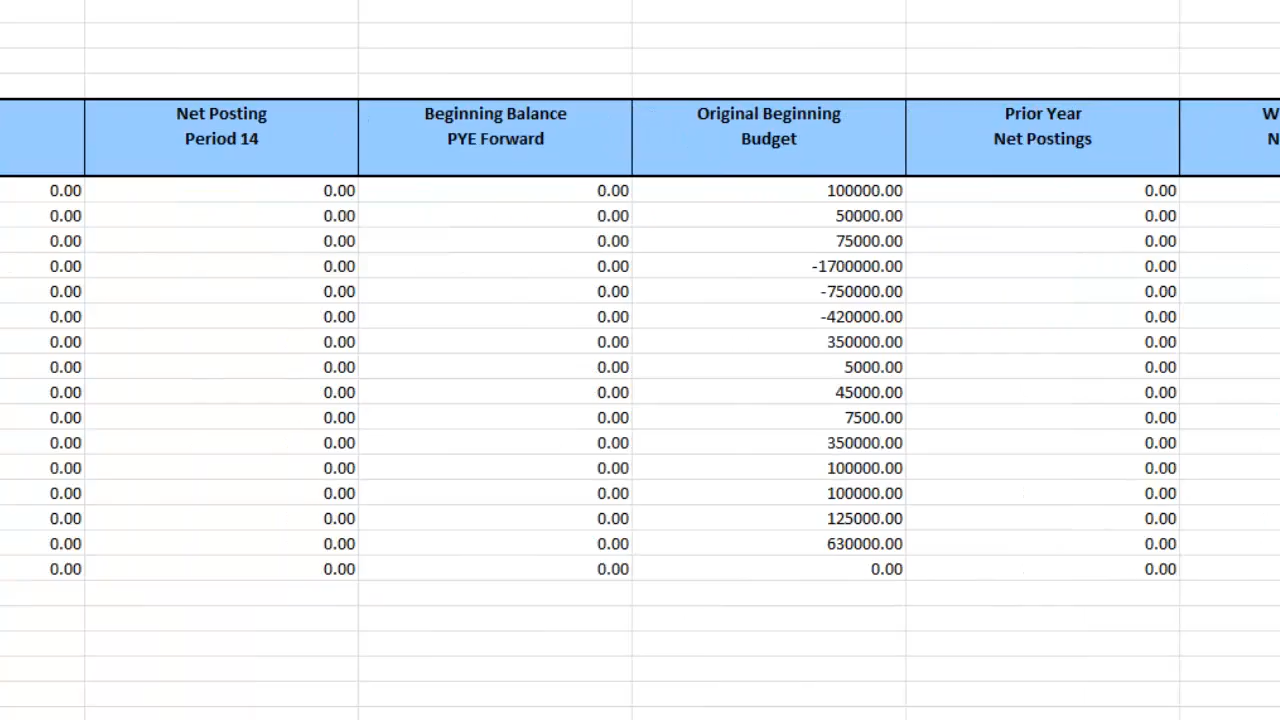 Net Posting Beginning Balance Original Beginning Prior Year W
Period 14 PYE Forward Budget Net Postings N
0.00 0.00 0.00 100000.00 0.00
0.00 0.00 0.00 50000.00 0.00
0.00 0.00 0.00 75000.00 0.00
0.00 0.00 0.00 -1700000.00 0.00
0.00 0.00 0.00 -750000.00 0.00
0.00 0.00 0.00 -420000.00 0.00
0.00 0.00 0.00 350000.00 0.00
0.00 0.00 0.00 5000.00 0.00
0.00 0.00 0.00 45000.00 0.00
0.00 0.00 0.00 7500.00 0.00
0.00 0.00 0.00 350000.00 0.00
0.00 0.00 0.00 100000.00 0.00
0.00 0.00 0.00 100000.00 0.00
0.00 0.00 0.00 125000.00 0.00
0.00 0.00 0.00 630000.00 0.00
0.00 0.00 0.00 0.00 0.00